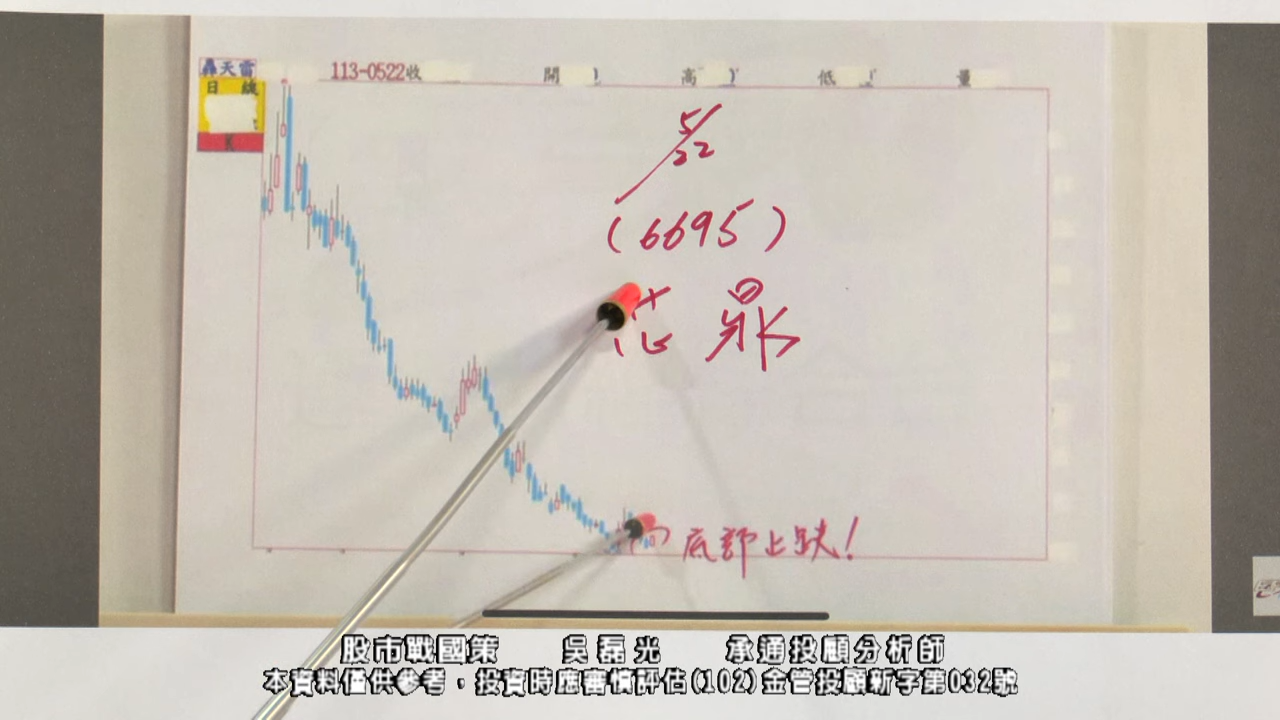 轟天雷 113-0522收 開 高 低 量
日 線
K
5/22
(6695)
芯鼎
底部上缺!
股市戰國策 吳磊光 承通投顧分析師
本資料僅供參考，投資時應審慎評估(102)金管投顧新字第032號